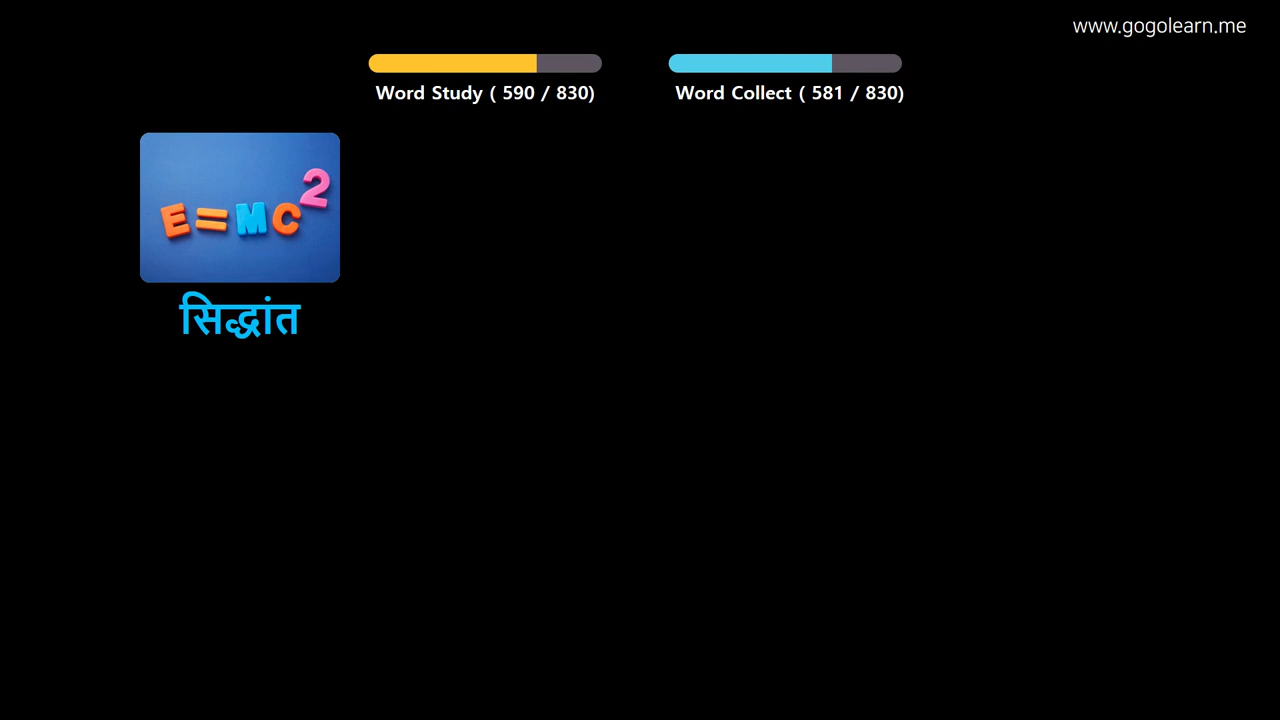 www.gogolearn.me
Word Study ( 590 / 830)
Word Collect ( 581 / 830)
E=MC2
सिद्धांत